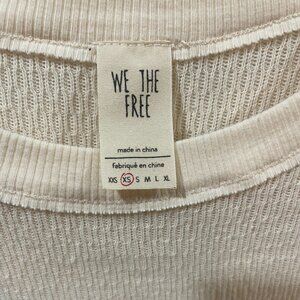 WE THE
FREE
made in china
fabriqué en chine
XXS XS S M L XL